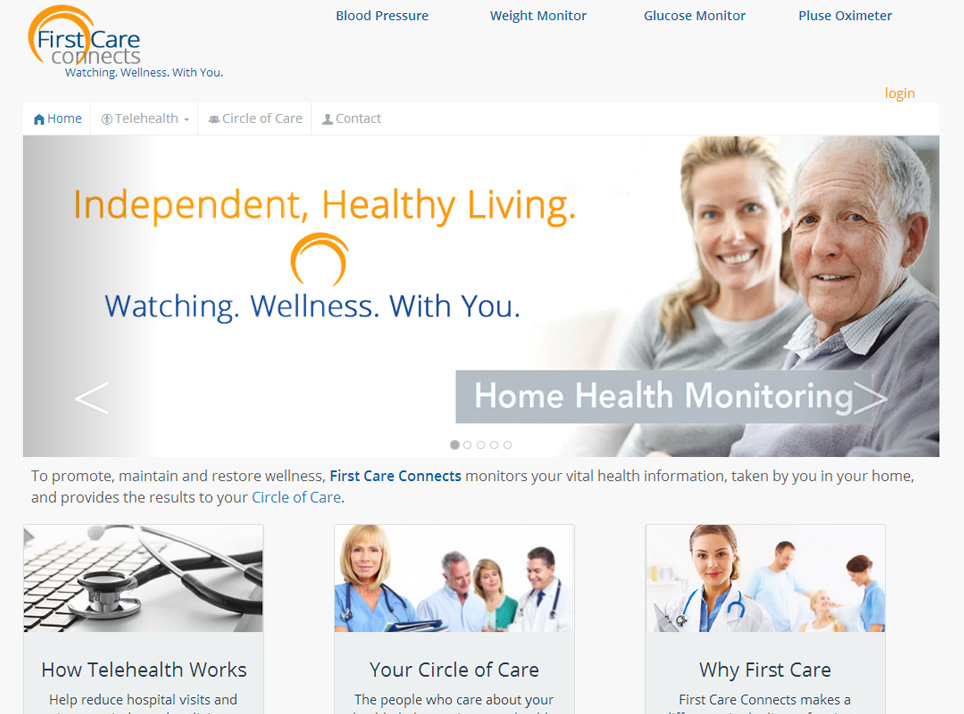 Blood Pressure Weight Monitor Glucose Monitor Pluse Oximeter
First Care
connects
Watching. Wellness. With You.
login
Home Telehealth Circle of Care Contact
Independent, Healthy Living.
Watching. Wellness. With You.
Home Health Monitoring
To promote, maintain and restore wellness, First Care Connects monitors your vital health information, taken by you in your home,
and provides the results to your Circle of Care.
How Telehealth Works
Help reduce hospital visits and
Your Circle of Care
The people who care about your
Why First Care
First Care Connects makes a